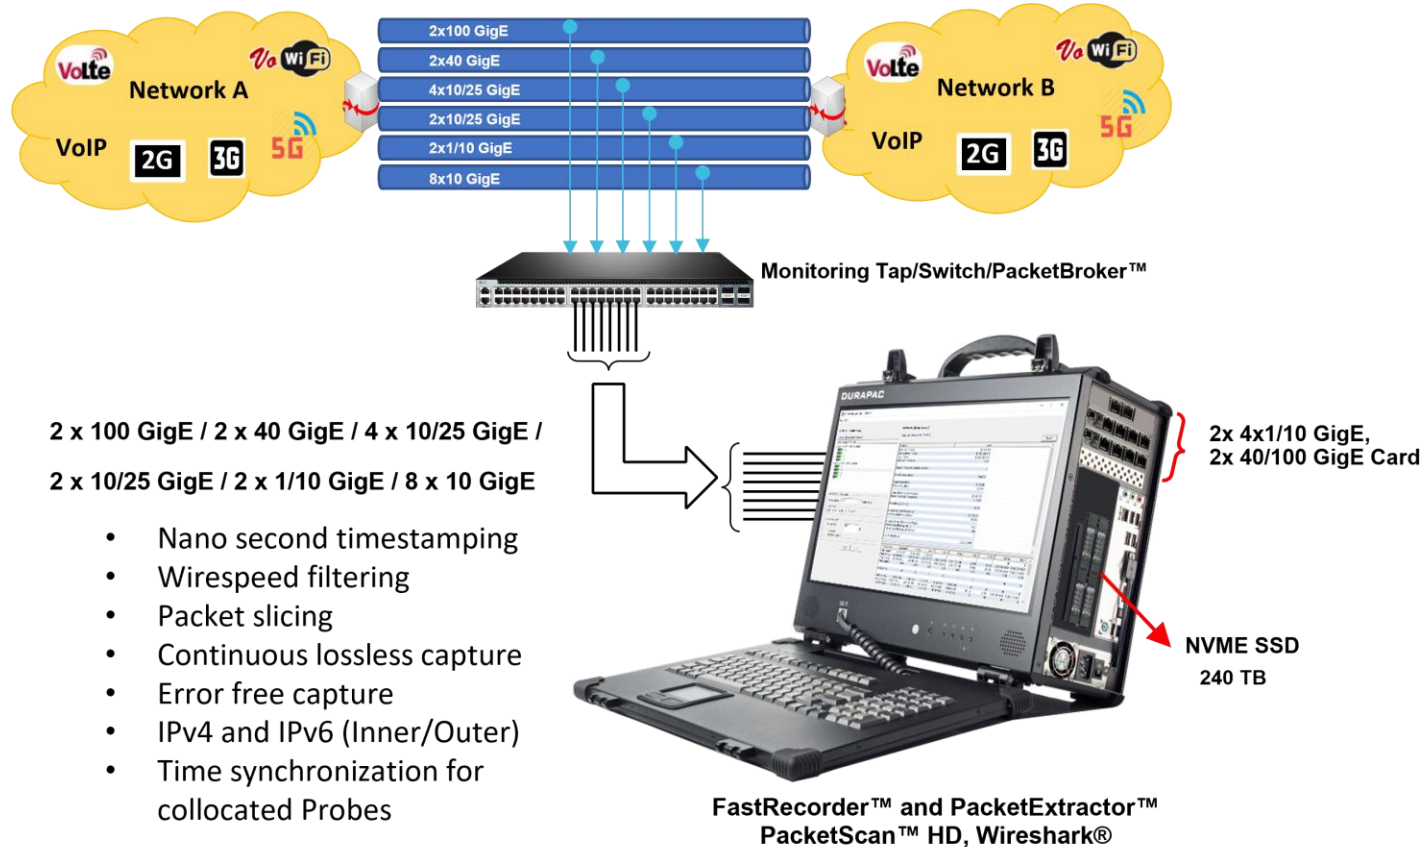 2x100 GigE
2x40 GigE
4x10/25 GigE
2x10/25 GigE
2x1/10 GigE
8x10 GigE
VoLte
Vo WiFi
Network A
VoIP
2G
3G
5G
VoLte
Vo WiFi
Network B
VoIP
2G
3G
5G
Monitoring Tap/Switch/PacketBroker™
2 x 100 GigE / 2 x 40 GigE / 4 x 10/25 GigE /
2 x 10/25 GigE / 2 x 1/10 GigE / 8 x 10 GigE
• Nano second timestamping
• Wirespeed filtering
• Packet slicing
• Continuous lossless capture
• Error free capture
• IPv4 and IPv6 (Inner/Outer)
• Time synchronization for
collocated Probes
DURAPAC
2x 4x1/10 GigE,
2x 40/100 GigE Card
NVME SSD
240 TB
FastRecorder™ and PacketExtractor™
PacketScan™ HD, Wireshark®